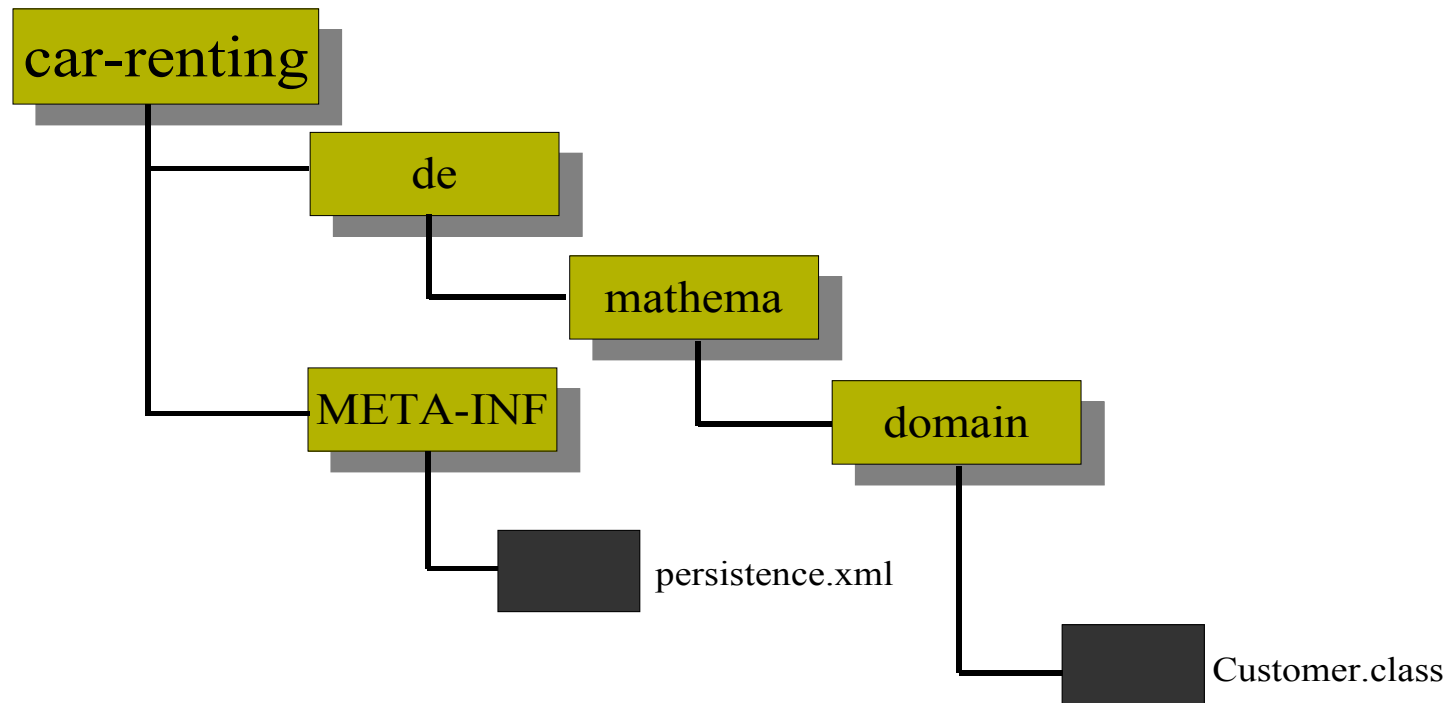 car-renting
de
mathema
META-INF
domain
persistence.xml
Customer.class